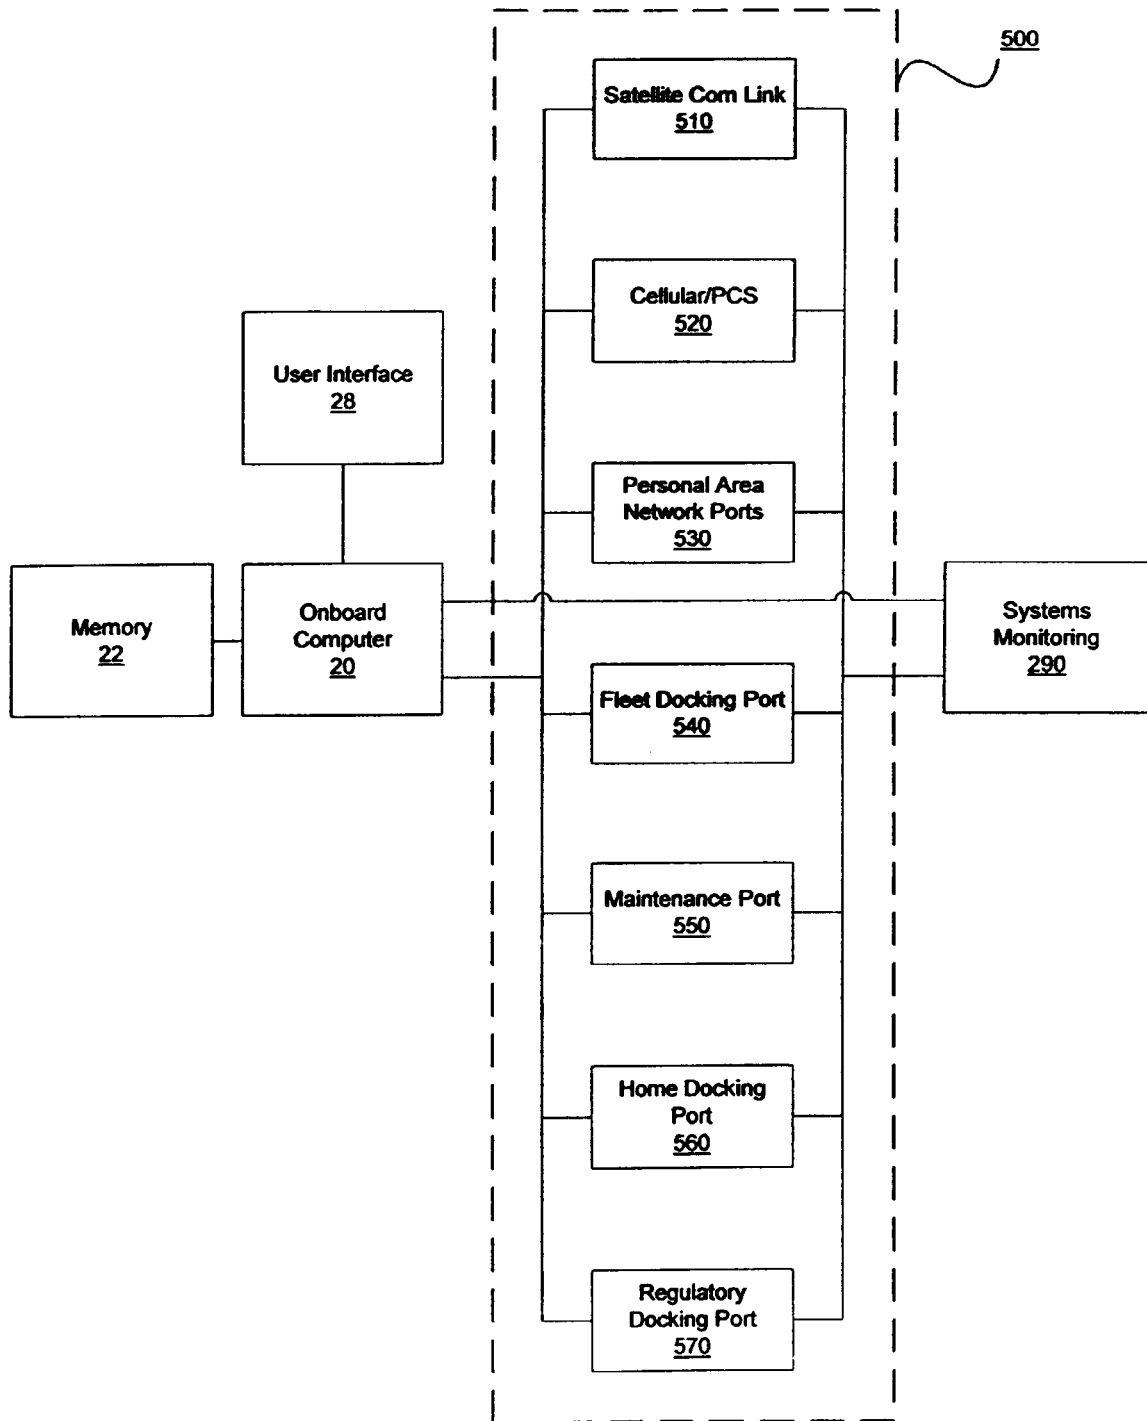 500
Satellite Com Link
510
Cellular/PCS
520
User Interface
28
Personal Area
Network Ports
530
Memory
22
Onboard
Computer
20
Systems
Monitoring
290
Fleet Docking Port
540
Maintenance Port
550
Home Docking
Port
560
Regulatory
Docking Port
570